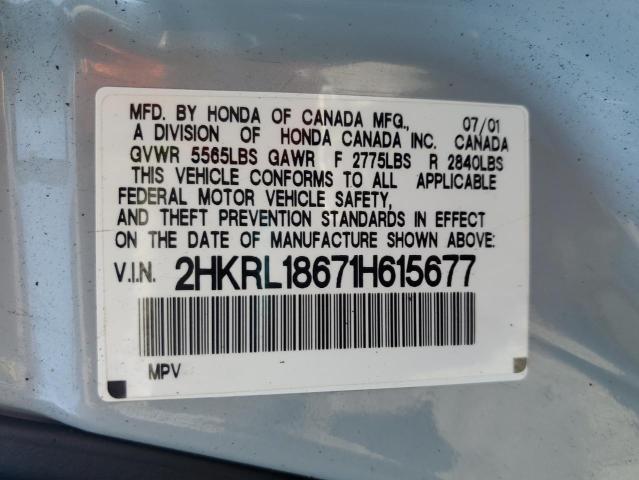 MFD. BY HONDA OF CANADA MFG., 07/01
A DIVISION OF HONDA CANADA INC. CANADA
GVWR 5565LBS GAWR F 2775LBS R 2840LBS
THIS VEHICLE CONFORMS TO ALL APPLICABLE
FEDERAL MOTOR VEHICLE SAFETY,
AND THEFT PREVENTION STANDARDS IN EFFECT
ON THE DATE OF MANUFACTURE SHOWN ABOVE:
V.I.N. 2HKRL18671H615677
MPV